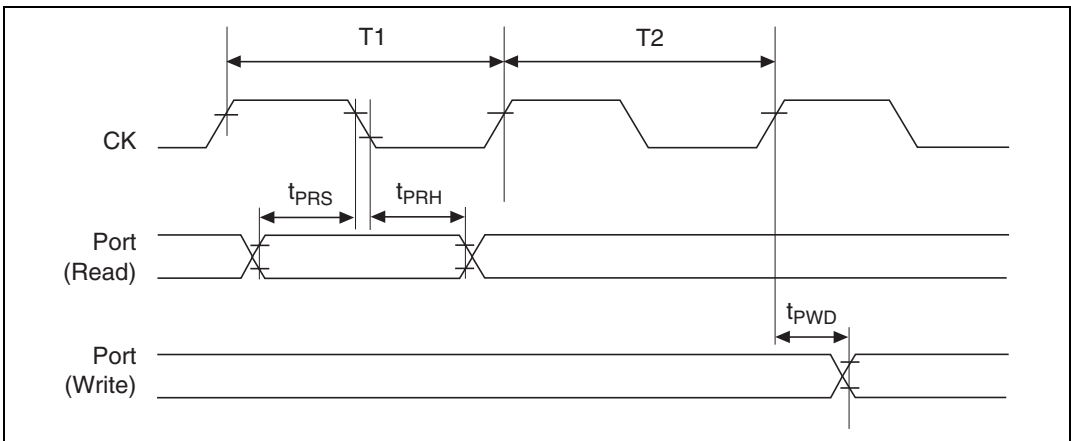 T1
T2
CK
tPRS
tPRH
Port
(Read)
tPWD
Port
(Write)